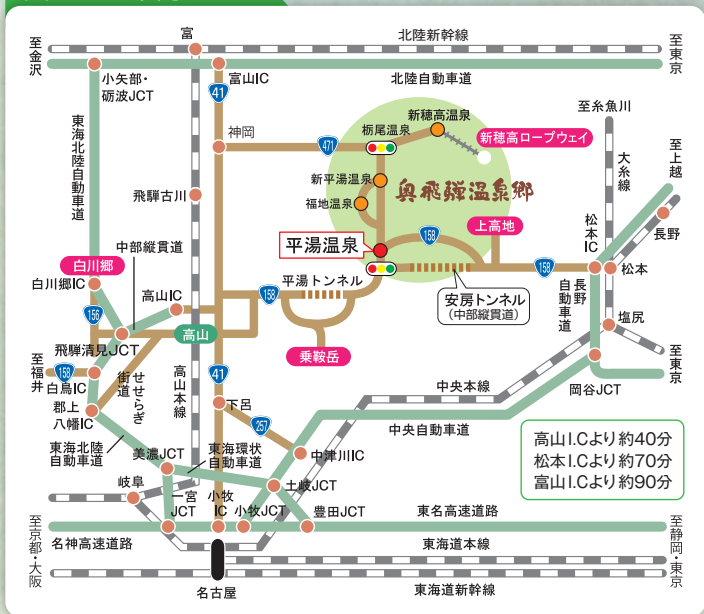 富
北陸新幹線
至金沢
至東京
小矢部・
砺波JCT
富山IC
北陸自動車道
41
新穂高温泉
至糸魚川
神岡
471
栃尾温泉
新穂高ロープウェイ
東海北陸自動車道
大糸線
至上越
新平湯温泉
奥飛騨温泉郷
飛騨古川
福地温泉
上高地
長野
中部縦貫道
平湯温泉
158
松本IC
白川郷
158
松本
白川郷IC
高山IC
平湯トンネル
158
安房トンネル
(中部縦貫道)
長野自動車道
156
高山
塩尻
飛騨清見JCT
乗鞍岳
至福井
158
白鳥IC
せせらぎ街道
高山本線
41
中央本線
至東京
岡谷JCT
郡上
八幡IC
下呂
257
中央自動車道
東海北陸
自動車道
美濃JCT
東海環状
自動車道
中津川IC
高山I.Cより約40分
松本I.Cより約70分
富山I.Cより約90分
岐阜
土岐JCT
一宮
JCT
小牧
IC
小牧JCT
豊田JCT
東名高速道路
至京都・大阪
名神高速道路
東海道本線
至静岡・東京
名古屋
東海道新幹線